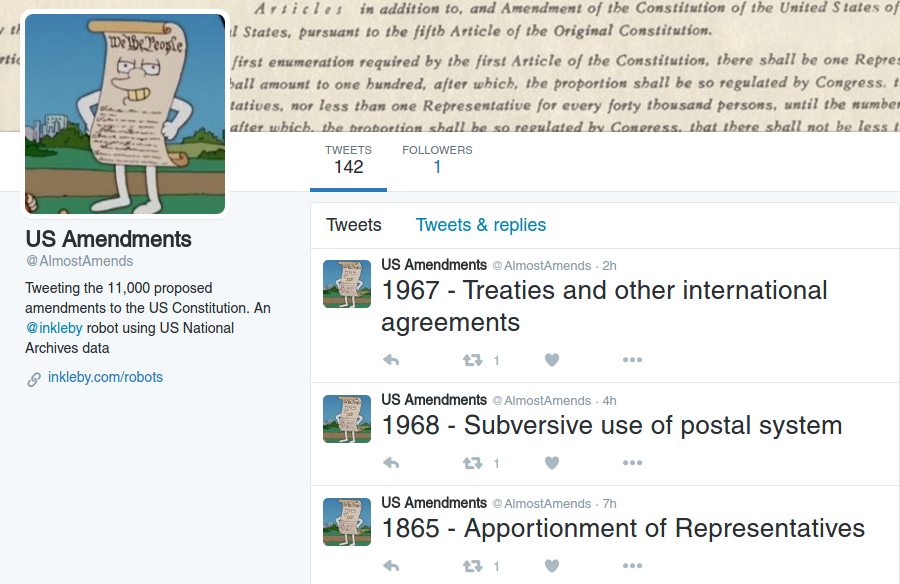 Articles in addition to, and Amendment of the Constitution of the United States of
States, pursuant to the fifth Article of the Original Constitution.
first enumeration required by the first Article of the Constitution, there shall be one Repres
hall amount to one hundred, after which, the proportion shall be so regulated by Congress, t
tatives, nor less than one Representative for every forty thousand persons, until the number
after which, the proportion shall be so regulated by Congress, that there shall not be less t
We the People
TWEETS
142
FOLLOWERS
1
US Amendments
@AlmostAmends
Tweeting the 11,000 proposed
amendments to the US Constitution. An
@inkleby robot using US National
Archives data
inkleby.com/robots
Tweets Tweets & replies
US Amendments @AlmostAmends · 2h
1967 - Treaties and other international
agreements
1
US Amendments @AlmostAmends · 4h
1968 - Subversive use of postal system
1
US Amendments @AlmostAmends · 7h
1865 - Apportionment of Representatives
1